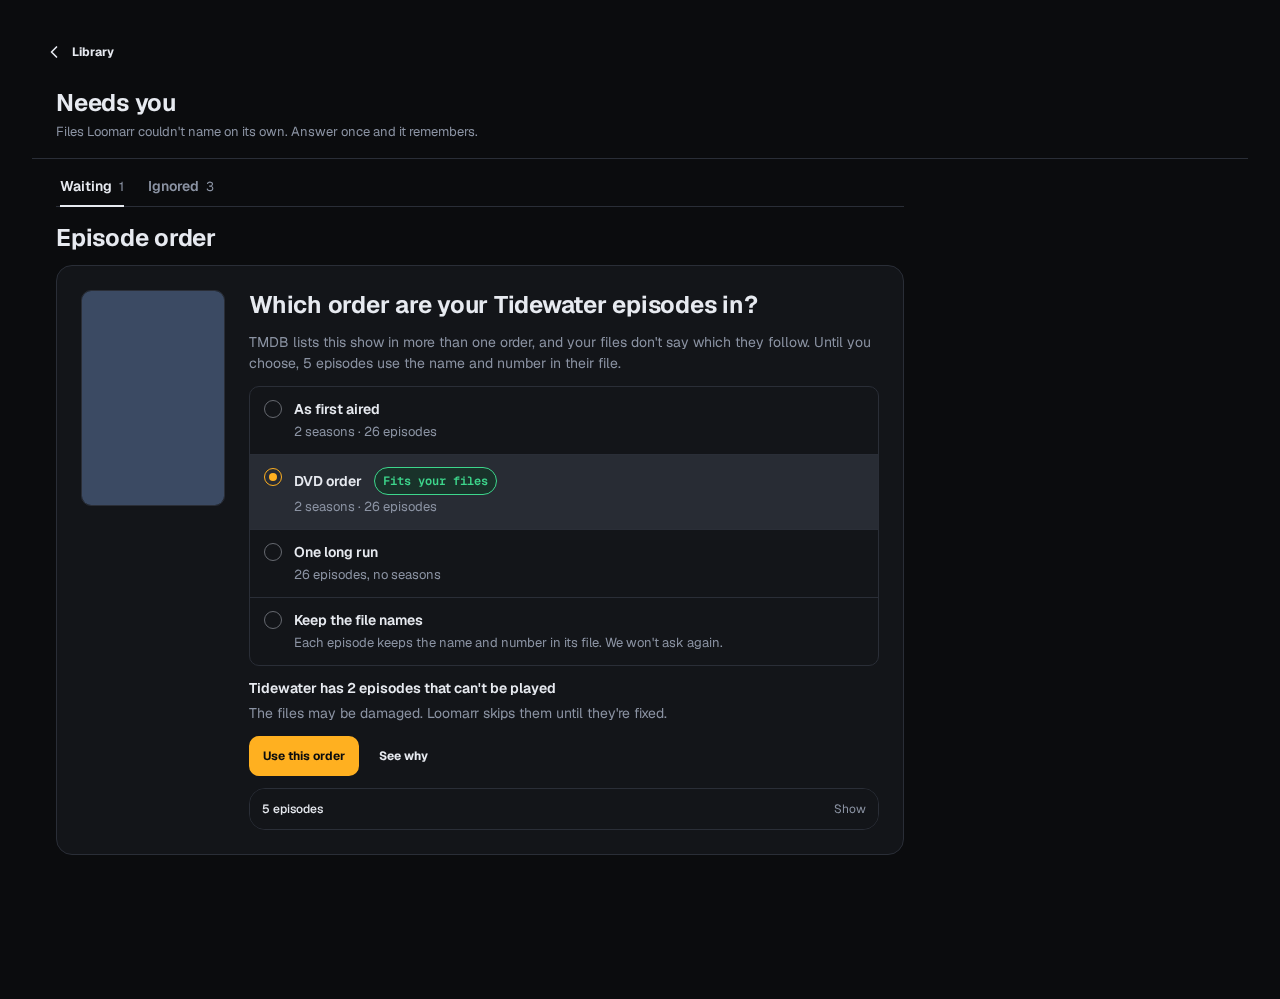 Library
Needs you
Files Loomarr couldn't name on its own. Answer once and it remembers.
Waiting 1 Ignored 3
Episode order
Which order are your Tidewater episodes in?
TMDB lists this show in more than one order, and your files don't say which they follow. Until you
choose, 5 episodes use the name and number in their file.
As first aired
2 seasons · 26 episodes
DVD order Fits your files
2 seasons · 26 episodes
One long run
26 episodes, no seasons
Keep the file names
Each episode keeps the name and number in its file. We won't ask again.
Tidewater has 2 episodes that can't be played
The files may be damaged. Loomarr skips them until they're fixed.
Use this order See why
5 episodes Show